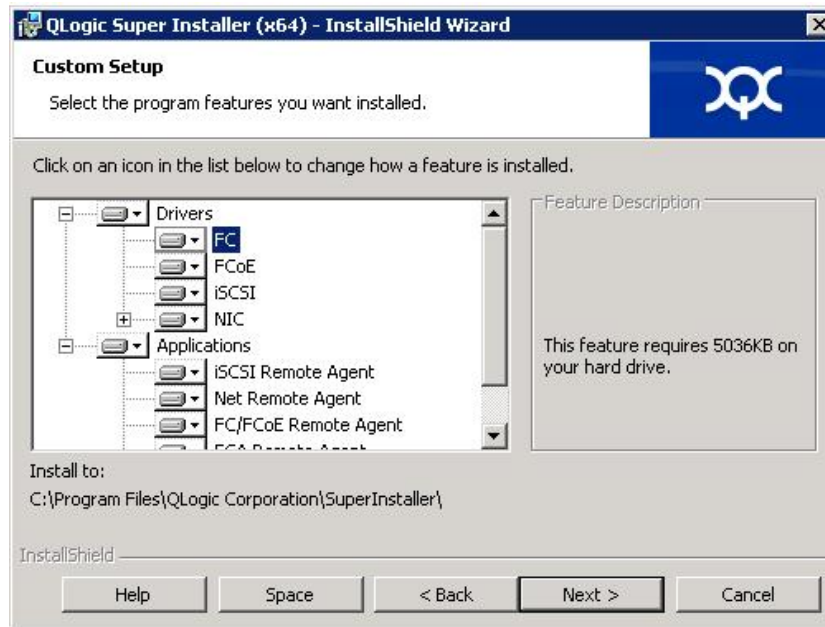 QLogic Super Installer (x64) - InstallShield Wizard
Custom Setup
Select the program features you want installed.
Click on an icon in the list below to change how a feature is installed.
Drivers
FC
FCoE
iSCSI
NIC
Applications
iSCSI Remote Agent
Net Remote Agent
FC/FCoE Remote Agent
Remote Agent
Feature Description
This feature requires 5036KB on
your hard drive.
Install to:
C:\Program Files\QLogic Corporation\SuperInstaller\
InstallShield
Help
Space
< Back
Next >
Cancel